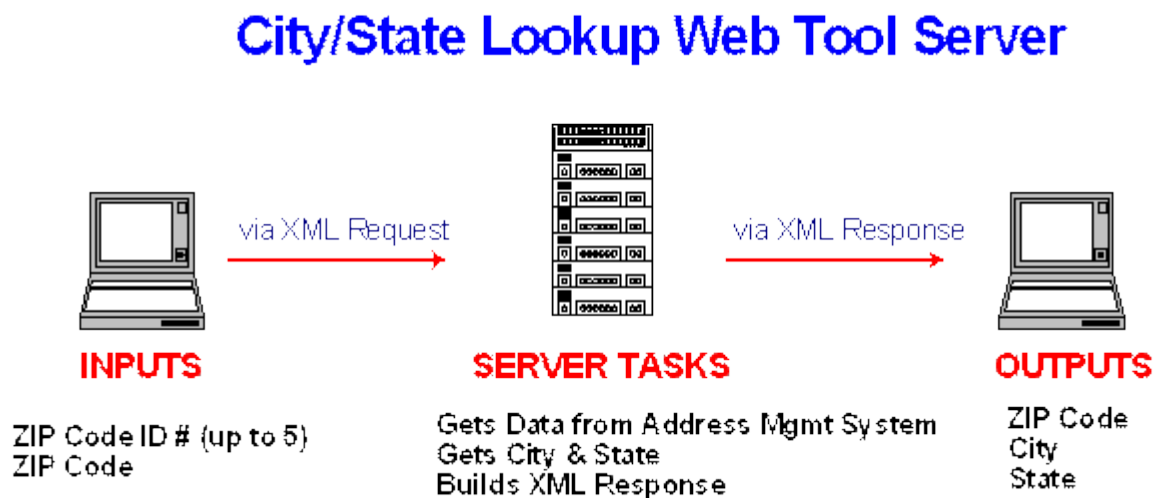 City/State Lookup Web Tool Server
via XML Request
via XML Response
INPUTS
SERVER TASKS
OUTPUTS
ZIP Code ID # (up to 5)
ZIP Code
Gets Data from Address Mgmt System
Gets City & State
Builds XML Response
ZIP Code
City
State